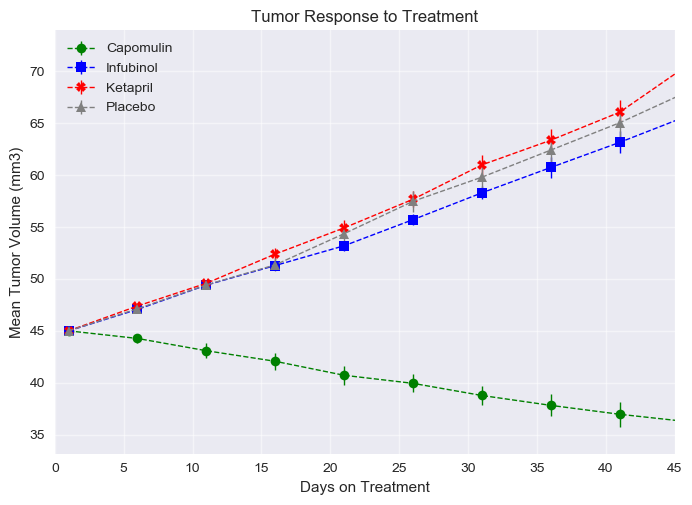 Tumor Response to Treatment
Capomulin
Infubinol
Ketapril
Placebo
Mean Tumor Volume (mm3)
70
65
60
55
50
45
40
35
0 5 10 15 20 25 30 35 40 45
Days on Treatment